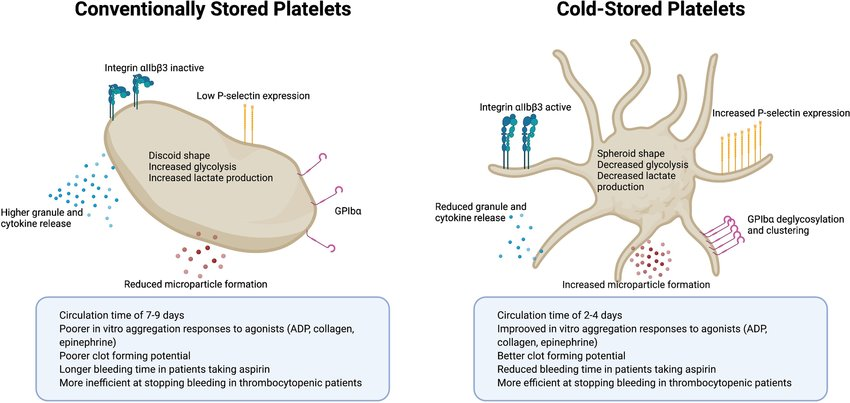 Conventionally Stored Platelets
Integrin αIIbβ3 inactive
Low P-selectin expression
Discoid shape
Increased glycolysis
Increased lactate production
GPIbα
Higher granule and
cytokine release
Reduced microparticle formation
Circulation time of 7-9 days
Poorer in vitro aggregation responses to agonists (ADP, collagen,
epinephrine)
Poorer clot forming potential
Longer bleeding time in patients taking aspirin
More inefficient at stopping bleeding in thrombocytopenic patients
Cold-Stored Platelets
Integrin αIIbβ3 active
Increased P-selectin expression
Spheroid shape
Decreased glycolysis
Decreased lactate
production
Reduced granule and
cytokine release
GPIbα deglycosylation
and clustering
Increased microparticle formation
Circulation time of 2-4 days
Improoved in vitro aggregation responses to agonists (ADP,
collagen, epinephrine)
Better clot forming potential
Reduced bleeding time in patients taking aspirin
More efficient at stopping bleeding in thrombocytopenic patients